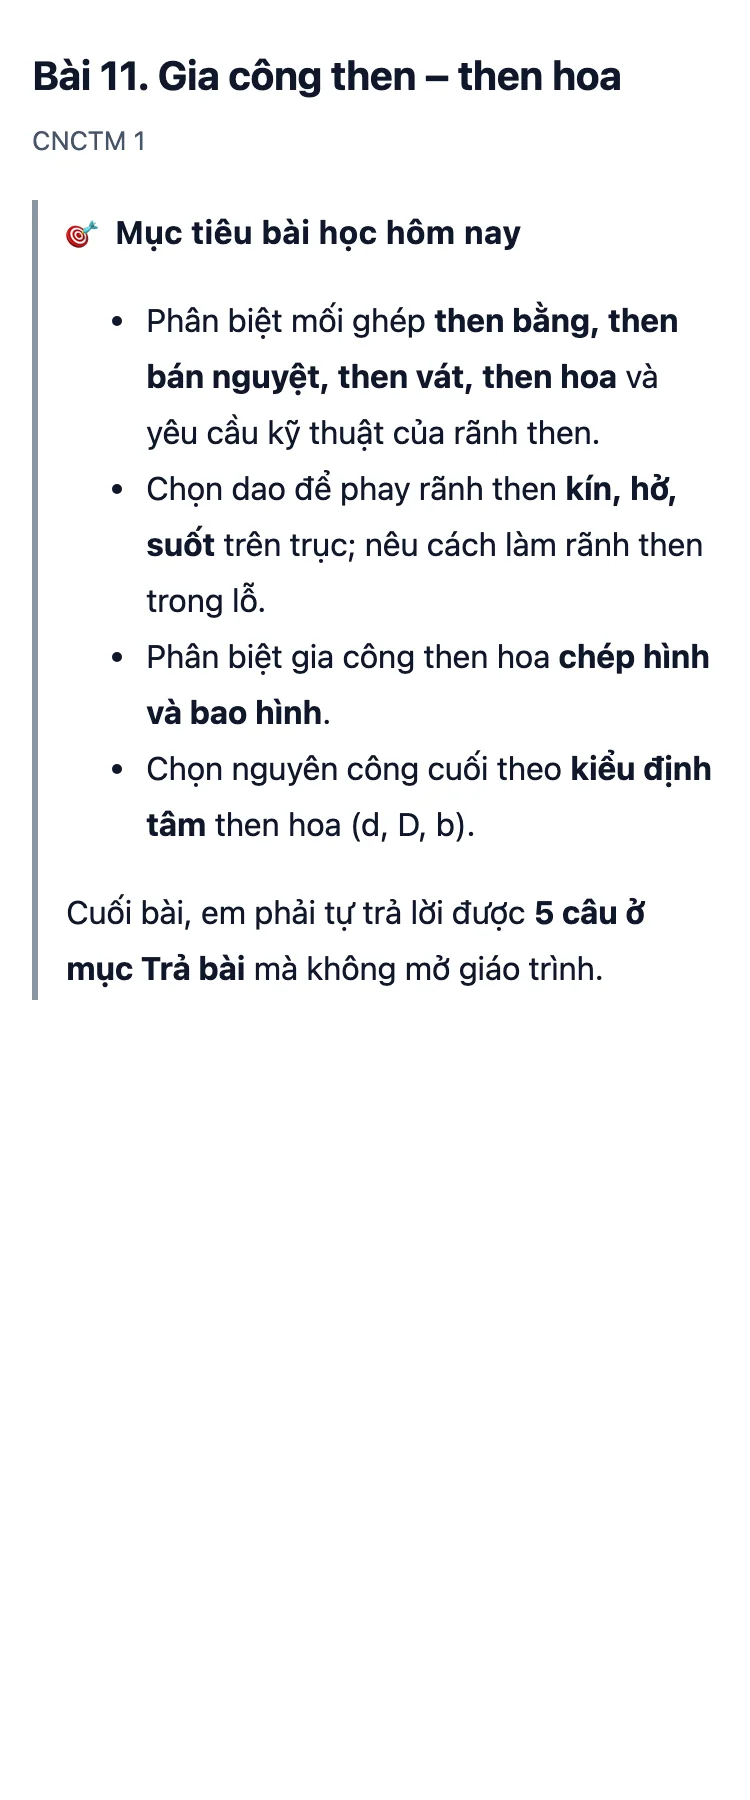 Bài 11. Gia công then – then hoa
CNCTM 1
🎯 Mục tiêu bài học hôm nay
• Phân biệt mối ghép then bằng, then
bán nguyệt, then vát, then hoa và
yêu cầu kỹ thuật của rãnh then.
• Chọn dao để phay rãnh then kín, hở,
suốt trên trục; nêu cách làm rãnh then
trong lỗ.
• Phân biệt gia công then hoa chép hình
và bao hình.
• Chọn nguyên công cuối theo kiểu định
tâm then hoa (d, D, b).
Cuối bài, em phải tự trả lời được 5 câu ở
mục Trả bài mà không mở giáo trình.